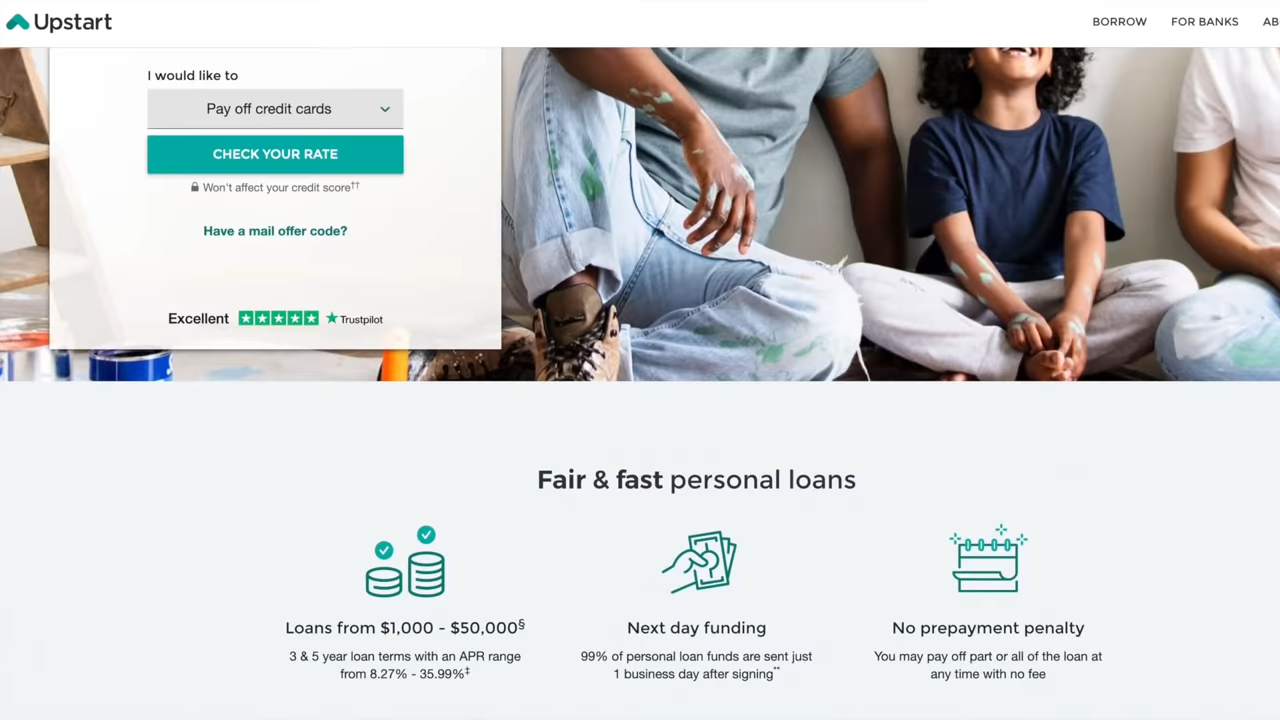 Upstart
BORROW FOR BANKS AB
I would like to
Pay off credit cards
CHECK YOUR RATE
Won't affect your credit score††
Have a mail offer code?
Excellent Trustpilot
Fair & fast personal loans
Loans from $1,000 - $50,000§
3 & 5 year loan terms with an APR range
from 8.27% - 35.99%‡
Next day funding
99% of personal loan funds are sent just
1 business day after signing**
No prepayment penalty
You may pay off part or all of the loan at
any time with no fee